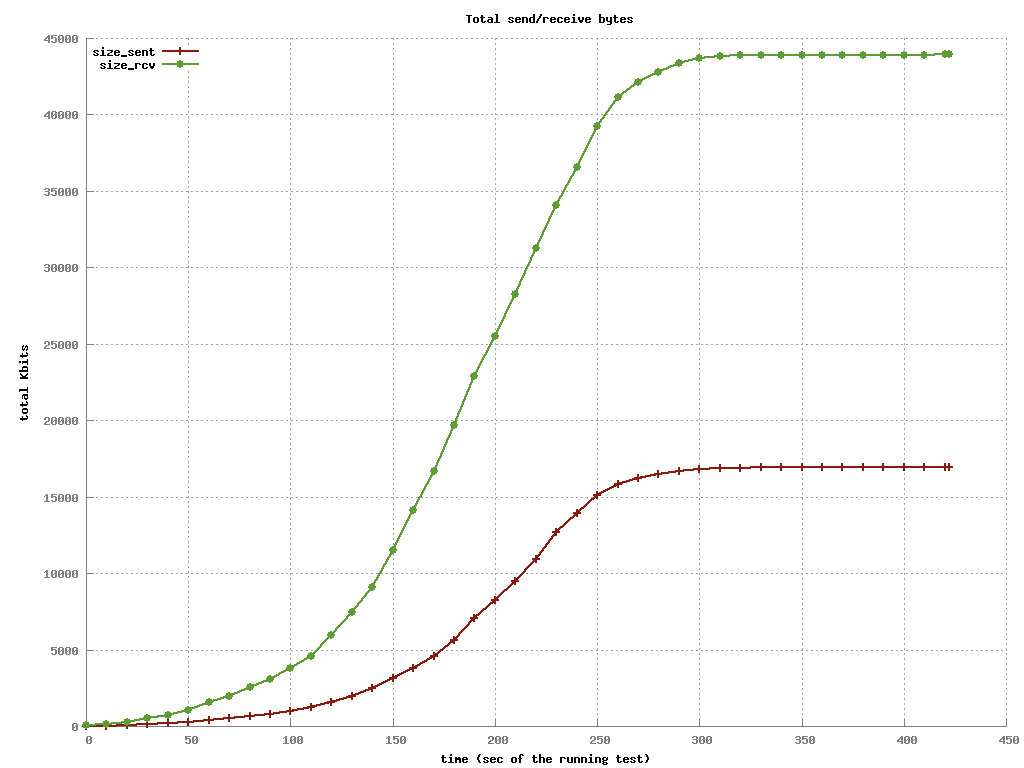 Total send/receive bytes
size_sent
size_rcv
45000
40000
35000
30000
25000
20000
15000
10000
5000
0
total Kbits
0 50 100 150 200 250 300 350 400 450
time (sec of the running test)